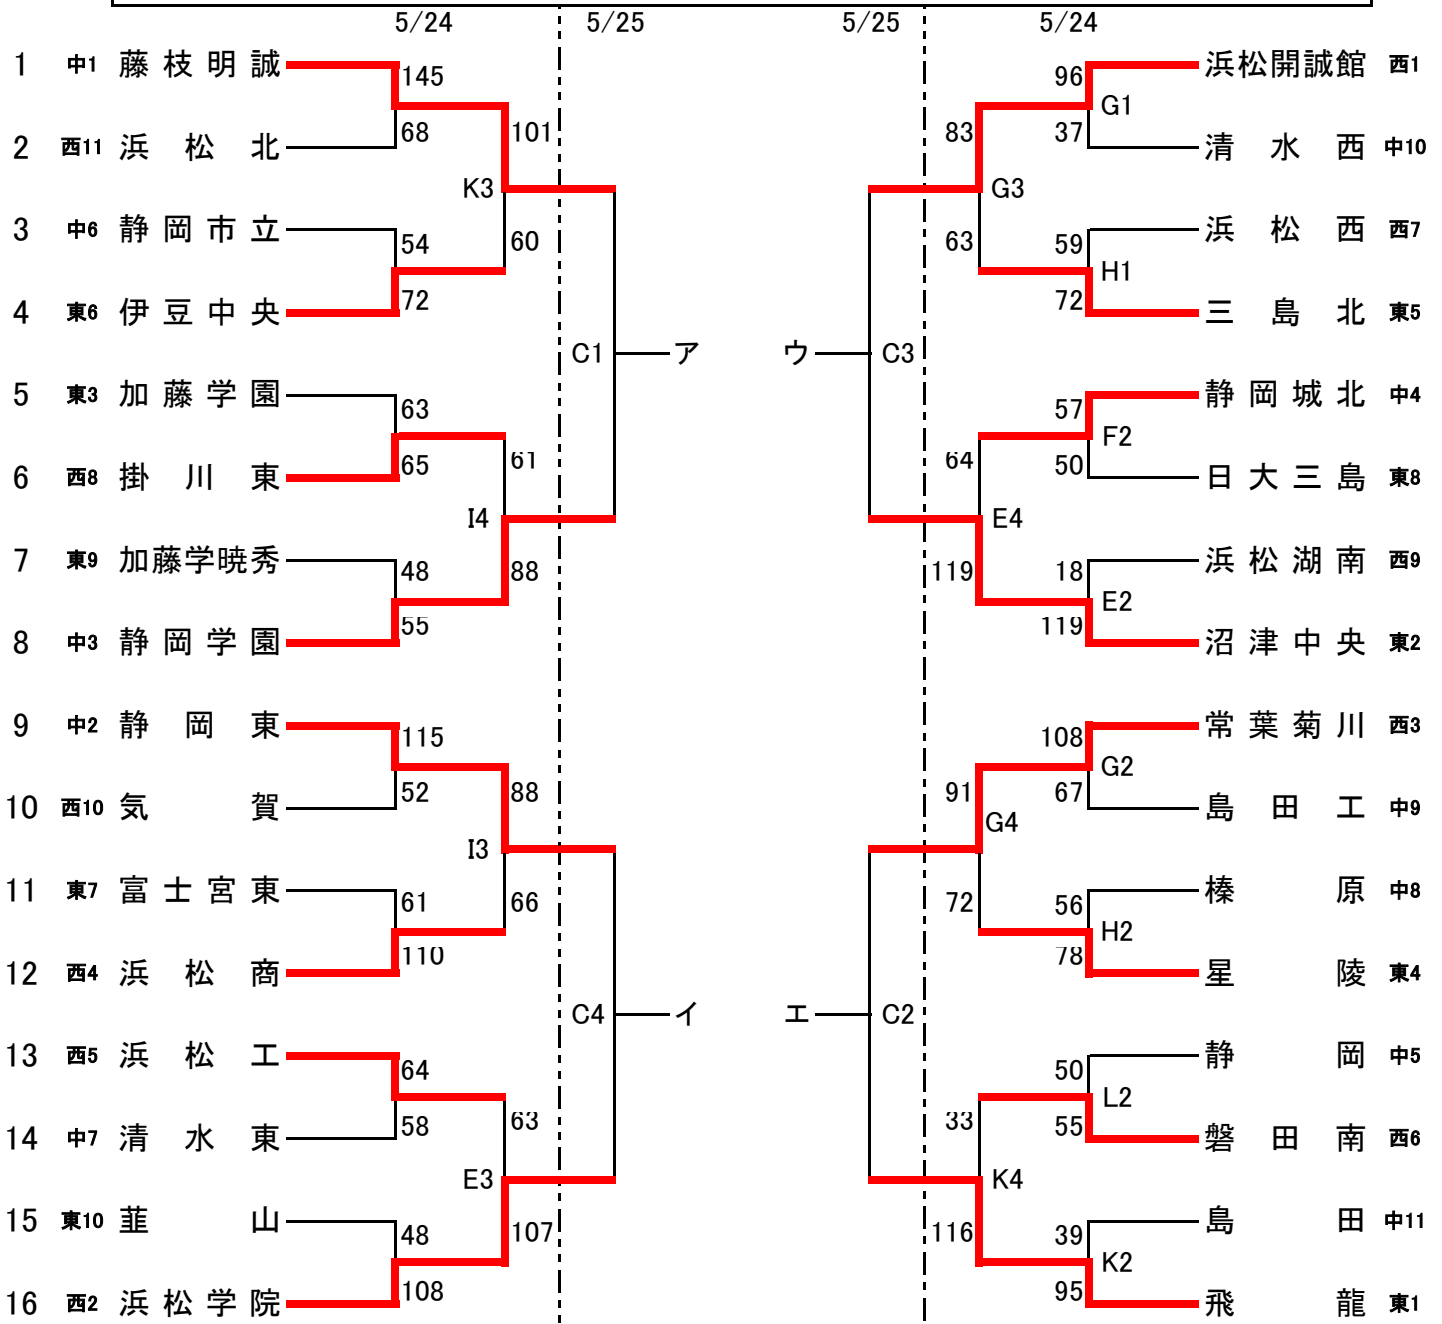 5/24 5/25 5/25 5/24
1 中1 藤枝明誠 145 96 浜松開誠館 西1
G1
68 101 83 37
2 西11 浜松北 清水西 中10
K3 G3
3 中6 静岡市立 54 60 63 59 浜松西 西7
H1
72 72
4 東6 伊豆中央 三島北 東5
C1 ア ウ C3
5 東3 加藤学園 63 57 静岡城北 中4
F2
65 61 64 50
6 西8 掛川東 日大三島 東8
I4 E4
7 東9 加藤学暁秀 48 88 119 18 浜松湖南 西9
E2
55 119
8 中3 静岡学園 沼津中央 東2
9 中2 静岡東 115 108 常葉菊川 西3
G2
52 88 91 67
10 西10 気賀 島田工 中9
I3 G4
11 東7 富士宮東 61 66 72 56 榛原 中8
H2
110 78
12 西4 浜松商 星陵 東4
C4 イ エ C2
13 西5 浜松工 64 50 静岡 中5
L2
58 63 33 55
14 中7 清水東 磐田南 西6
E3 K4
15 東10 韮山 48 107 116 39 島田 中11
K2
108 95
16 西2 浜松学院 飛龍 東1